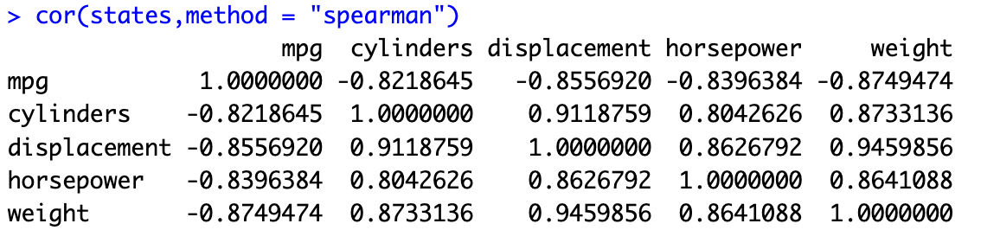 > cor(states,method = "spearman")
mpg cylinders displacement horsepower weight
mpg 1.0000000 -0.8218645 -0.8556920 -0.8396384 -0.8749474
cylinders -0.8218645 1.0000000 0.9118759 0.8042626 0.8733136
displacement -0.8556920 0.9118759 1.0000000 0.8626792 0.9459856
horsepower -0.8396384 0.8042626 0.8626792 1.0000000 0.8641088
weight -0.8749474 0.8733136 0.9459856 0.8641088 1.0000000